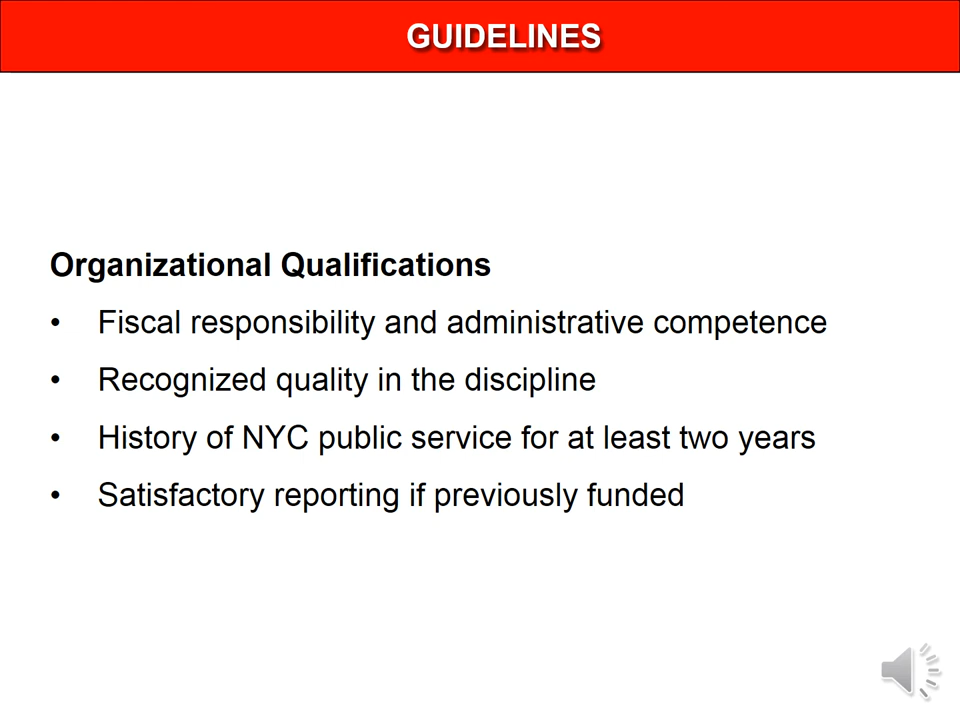 GUIDELINES
Organizational Qualifications
• Fiscal responsibility and administrative competence
• Recognized quality in the discipline
• History of NYC public service for at least two years
• Satisfactory reporting if previously funded